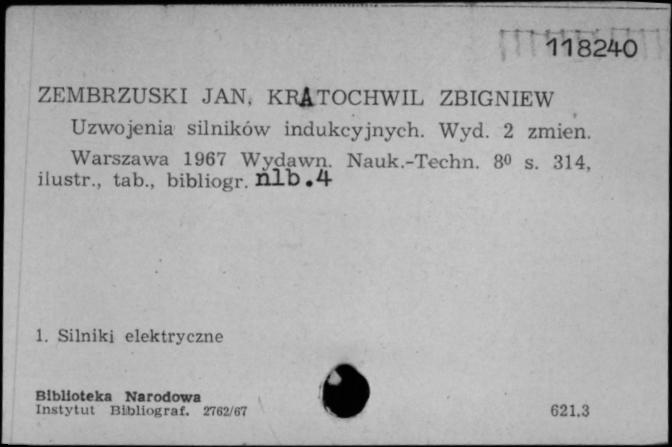 118240
ZEMBRZUSKI JAN, KRATOCHWIL ZBIGNIEW
Uzwojenia silników indukcyjnych. Wyd. 2 zmien.
Warszawa 1967 Wydawn. Nauk.-Techn. 8⁰ s. 314,
ilustr., tab., bibliogr. nlb.4
1. Silniki elektryczne
Biblioteka Narodowa
Instytut Bibliograf. 2762/67
621.3